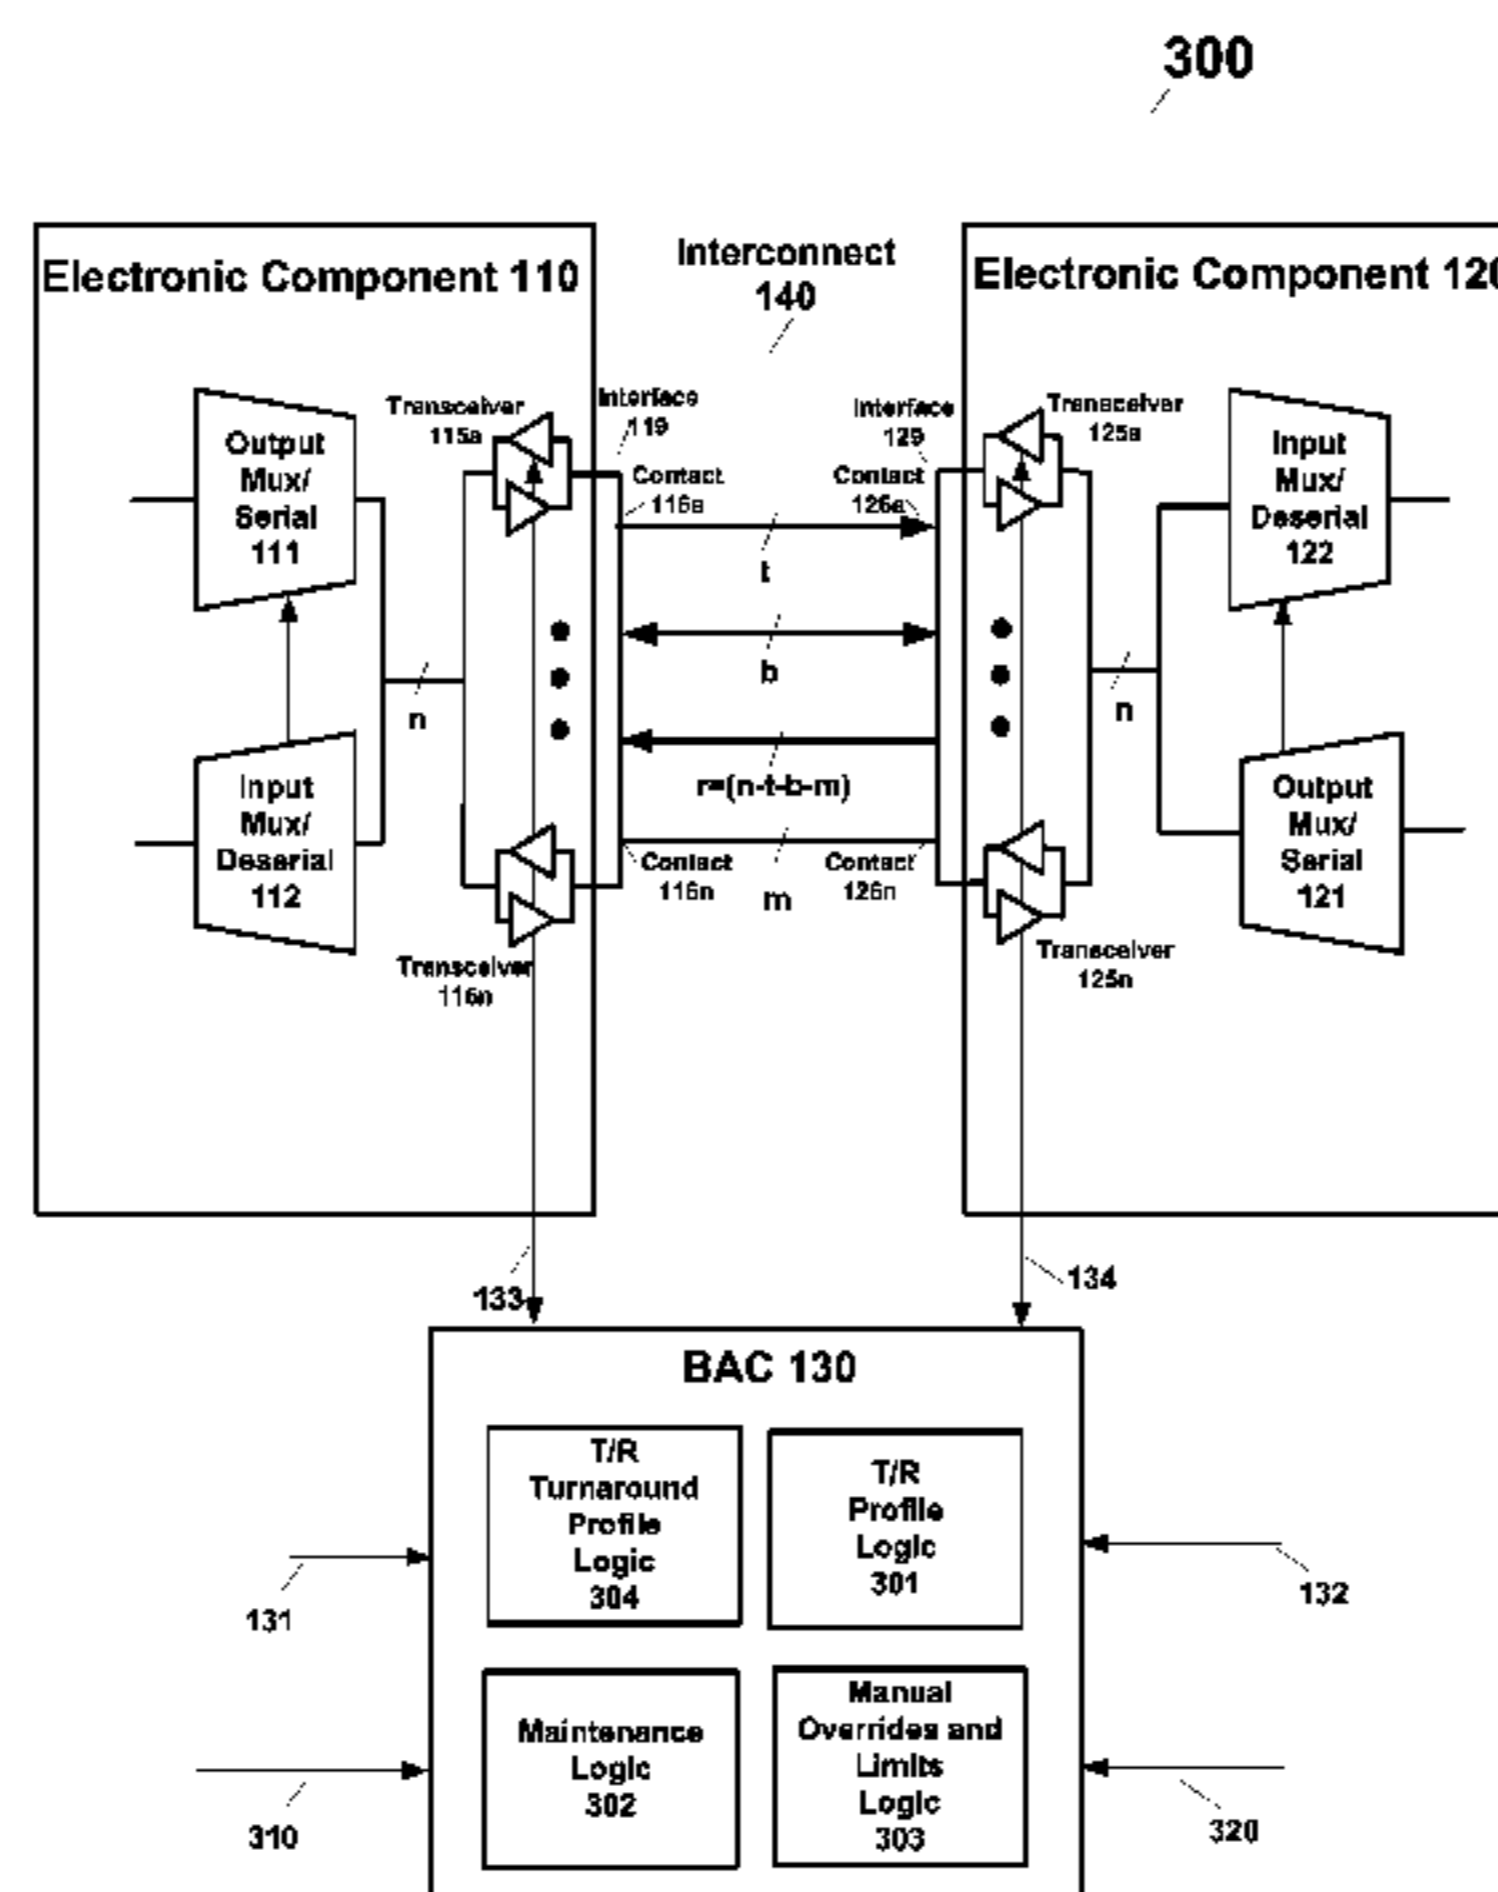 300
Electronic Component 110
Interconnect
140
Electronic Component 120
Output
Mux/
Serial
111
Input
Mux/
Deserial
112
n
Transceiver
115a
Interface
119
Contact
116a
Interface
129
Contact
126a
Transceiver
125a
t
b
r=(n-t-b-m)
m
Contact
116n
Contact
126n
Transceiver
115n
Transceiver
125n
n
Input
Mux/
Deserial
122
Output
Mux/
Serial
121
133
134
BAC 130
T/R
Turnaround
Profile
Logic
304
T/R
Profile
Logic
301
131
132
Maintenance
Logic
302
Manual
Overrides and
Limits
Logic
303
310
320